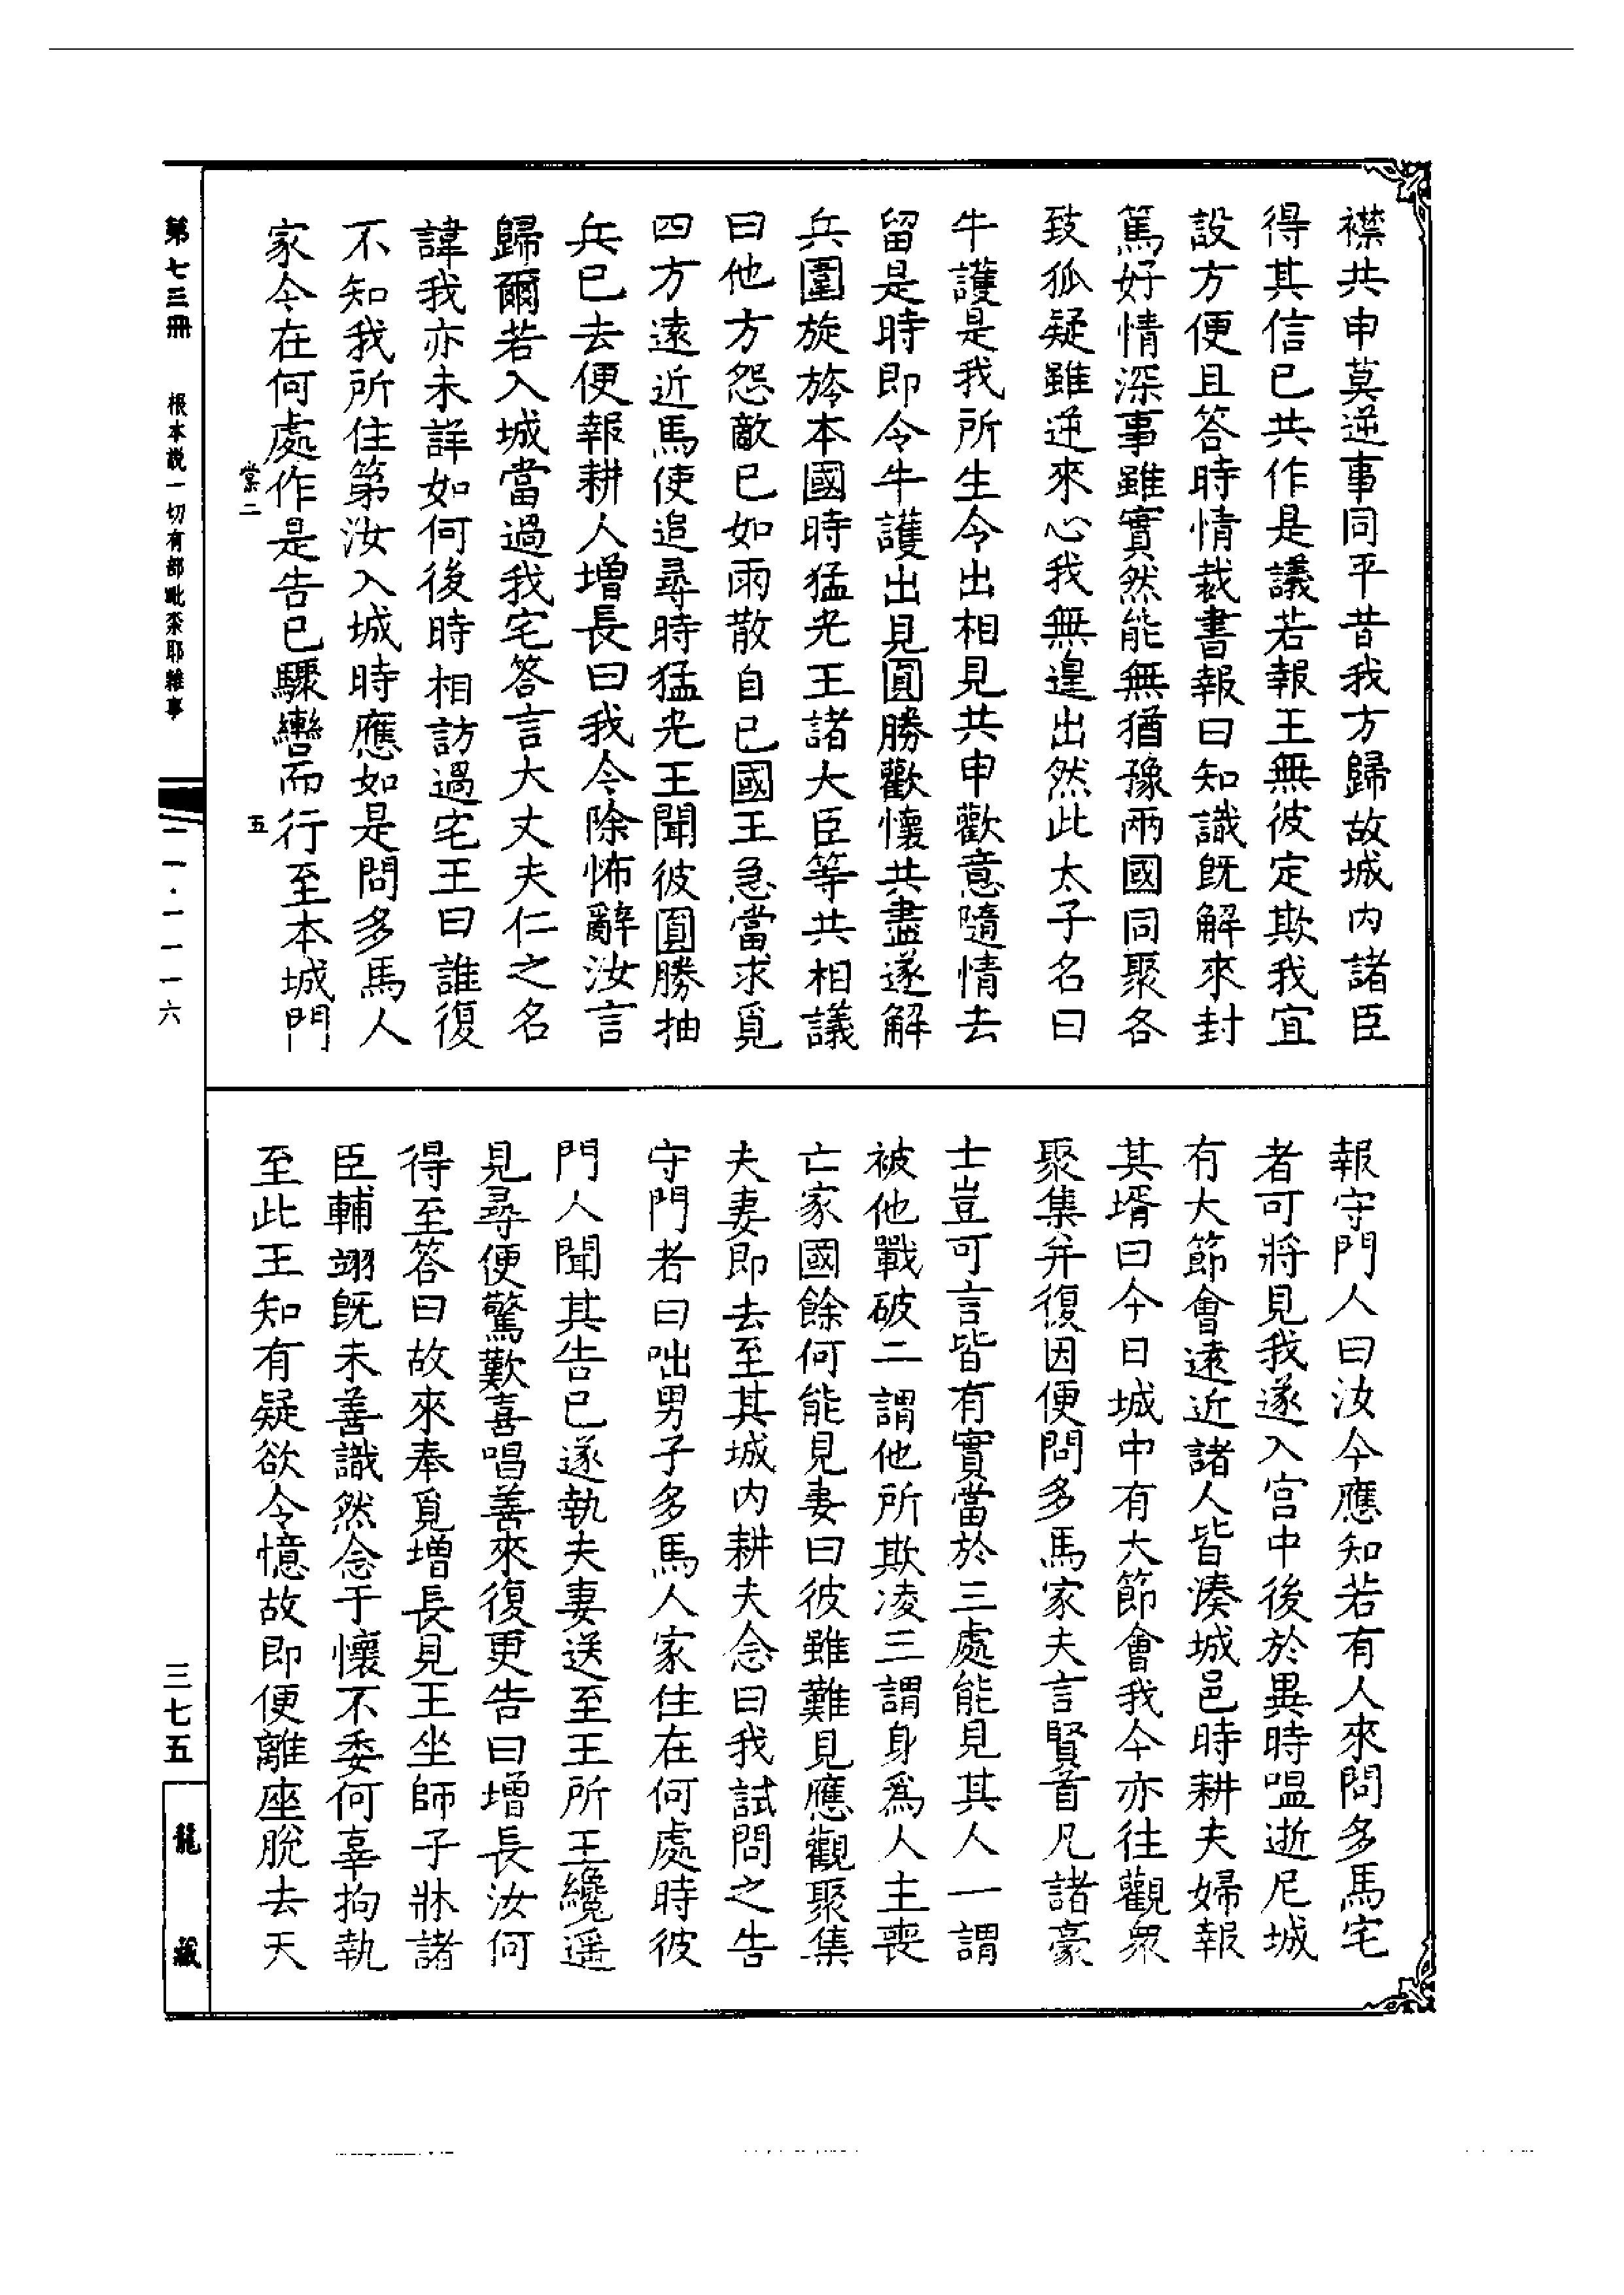 襟共申莫逆事同平昔我方歸故城内諸臣
得其信已共作是議若報王無彼定欺我宜
設方便且答時情裁書報曰知識既解來封
篤好情深事雖實然能無猶豫兩國同聚各
致狐疑雖逆來心我無遑出然此太子名曰
牛護是我所生令出相見共申歡意隨情去
留是時即令牛護出見圓勝歡懷共盡遂解
兵圍旋於本國時猛光王諸大臣等共相議
曰他方怨敵已如雨散自已國王急當求覓
四方遠近馬使追尋時猛光王聞彼圓勝抽
兵已去便報耕人增長曰我今除怖辭汝言
歸爾若入城當過我宅答言大丈夫仁之名
諱我亦未詳如何後時相訪過宅王曰誰復
不知我所住第汝入城時應如是問多馬人
家今在何處作是告已驟轡而行至本城門
棠二
五
報守門人曰汝今應知若有人來問多馬宅
者可將見我遂入宫中後於異時嗢逝尼城
有大節會遠近諸人皆湊城邑時耕夫婦報
其壻曰今日城中有大節會我今亦往觀衆
聚集并復因便問多馬家夫言賢首凡諸豪
士豈可言皆有實當於三處能見其人一謂
被他戰破二謂他所欺凌三謂身爲人主喪
亡家國餘何能見妻曰彼雖難見應觀聚集
夫妻即去至其城内耕夫念曰我試問之告
守門者曰咄男子多馬人家住在何處時彼
門人聞其告已遂執夫妻送至王所王纔遥
見尋便驚歎喜唱善來復更告曰增長汝何
得至答曰故來奉覓增長見王坐師子牀諸
臣輔翊既未善識然念于懷不委何辜拘執
至此王知有疑欲令憶故即便離座脫去天
第七三冊
根本說一切有部毗柰耶雜事
一一·一一一六
三七五
龍藏